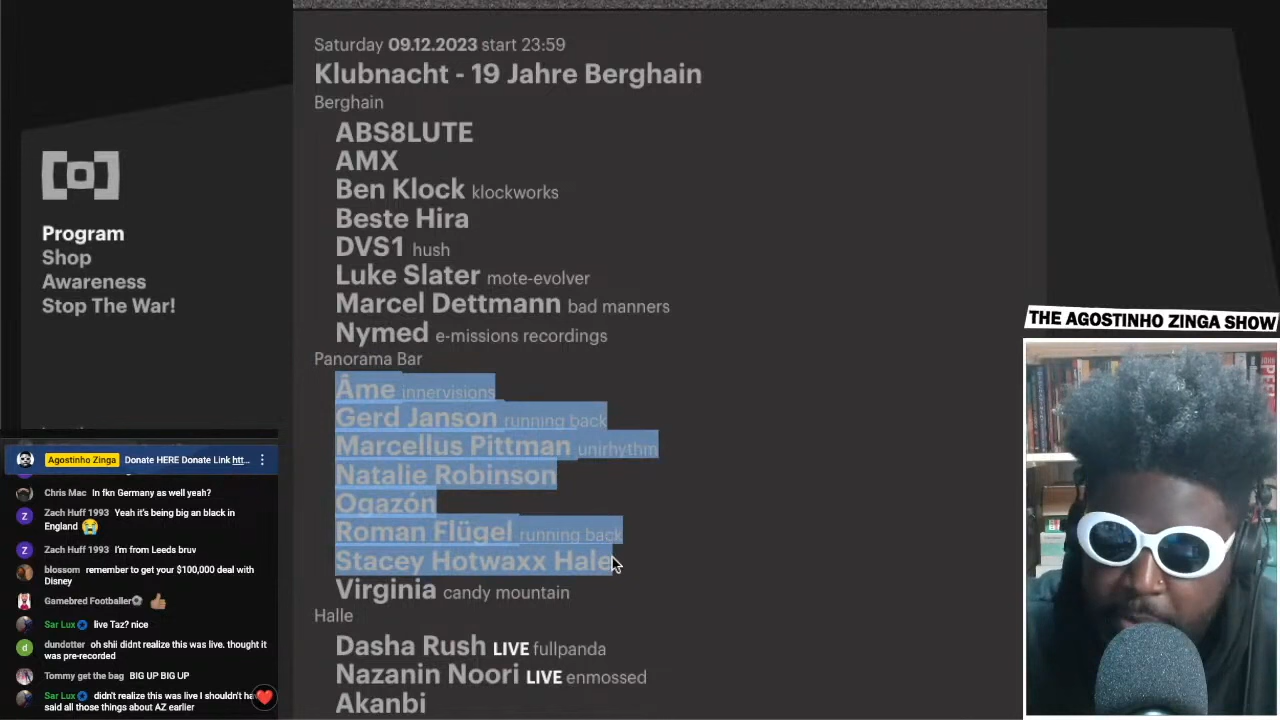 Saturday 09.12.2023 start 23:59
Klubnacht - 19 Jahre Berghain
Berghain
ABS8LUTE
AMX
Ben Klock klockworks
Beste Hira
DVS1 hush
Luke Slater mote-evolver
Marcel Dettmann bad manners
Nymed e-missions recordings
Panorama Bar
Âme innervisions
Gerd Janson running back
Marcellus Pittman unirhythm
Natalie Robinson
Ogazón
Roman Flügel running back
Stacey Hotwaxx Hale
Virginia candy mountain
Halle
Dasha Rush LIVE fullpanda
Nazanin Noori LIVE enmossed
Akanbi
Program
Shop
Awareness
Stop The War!
Agostinho Zinga Donate HERE Donate Link htt...
Chris Mac In fkn Germany as well yeah?
Zach Huff 1993 Yeah it's being big an black in
England 😭
Zach Huff 1993 I'm from Leeds bruv
blossom remember to get your $100,000 deal with
Disney
Gamebred Footballer⚽ 👍🏽
Sar Lux live Taz? nice
dundotter oh shii didnt realize this was live. thought it
was pre-recorded
Tommy get the bag BIG UP BIG UP
Sar Lux didn't realize this was live I shouldn't
said all those things about AZ earlier
THE AGOSTINHO ZINGA SHOW